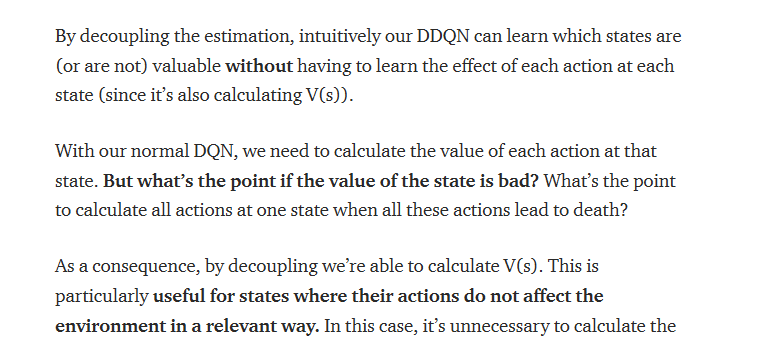 By decoupling the estimation, intuitively our DDQN can learn which states are
(or are not) valuable without having to learn the effect of each action at each
state (since it’s also calculating V(s)).
With our normal DQN, we need to calculate the value of each action at that
state. But what’s the point if the value of the state is bad? What’s the point
to calculate all actions at one state when all these actions lead to death?
As a consequence, by decoupling we’re able to calculate V(s). This is
particularly useful for states where their actions do not affect the
environment in a relevant way. In this case, it’s unnecessary to calculate the